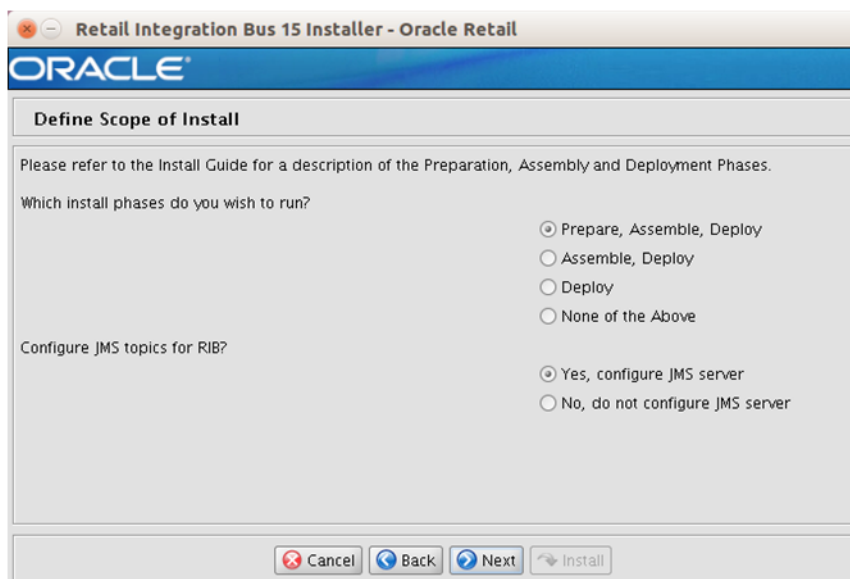 Retail Integration Bus 15 Installer - Oracle Retail
ORACLE
Define Scope of Install
Please refer to the Install Guide for a description of the Preparation, Assembly and Deployment Phases.
Which install phases do you wish to run?
Prepare, Assemble, Deploy
Assemble, Deploy
Deploy
None of the Above
Configure JMS topics for RIB?
Yes, configure JMS server
No, do not configure JMS server
Cancel Back Next Install